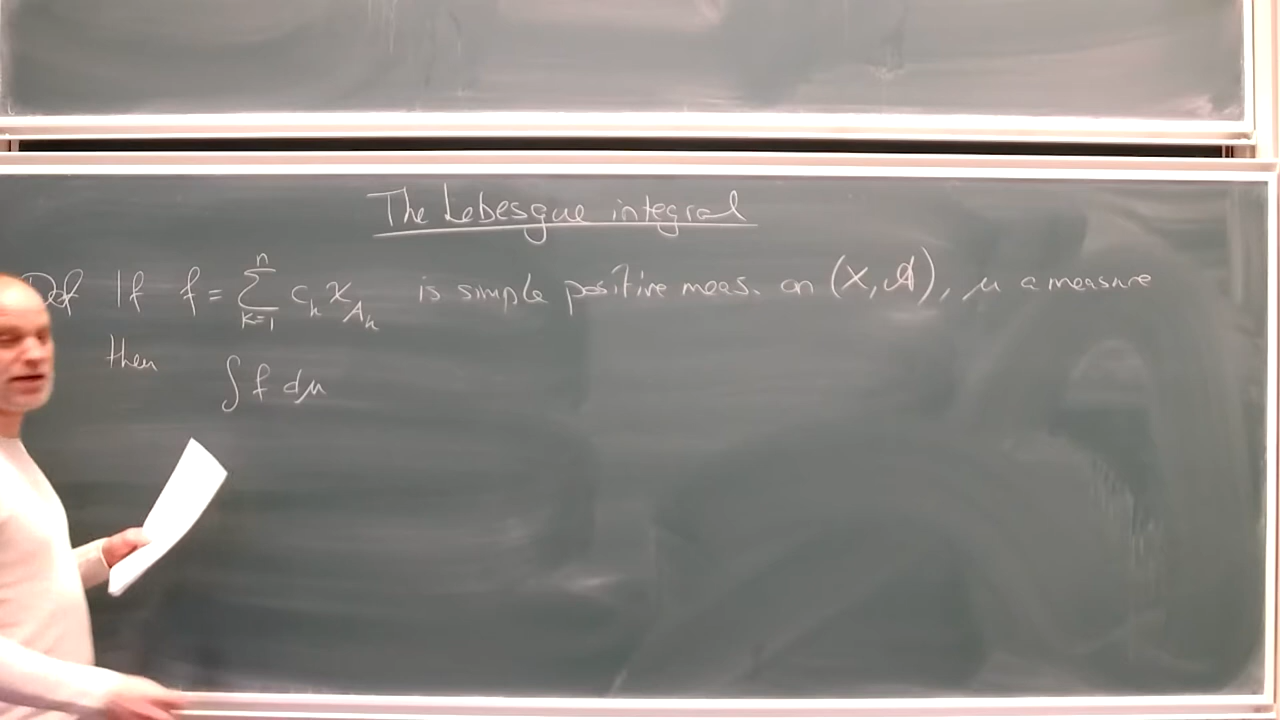 The Lebesgue integral
Def If f = ∑_{k=1}^{n} c_k χ_{A_k} is simple positive meas. on (X, 𝒜), μ a measure
then ∫ f dμ